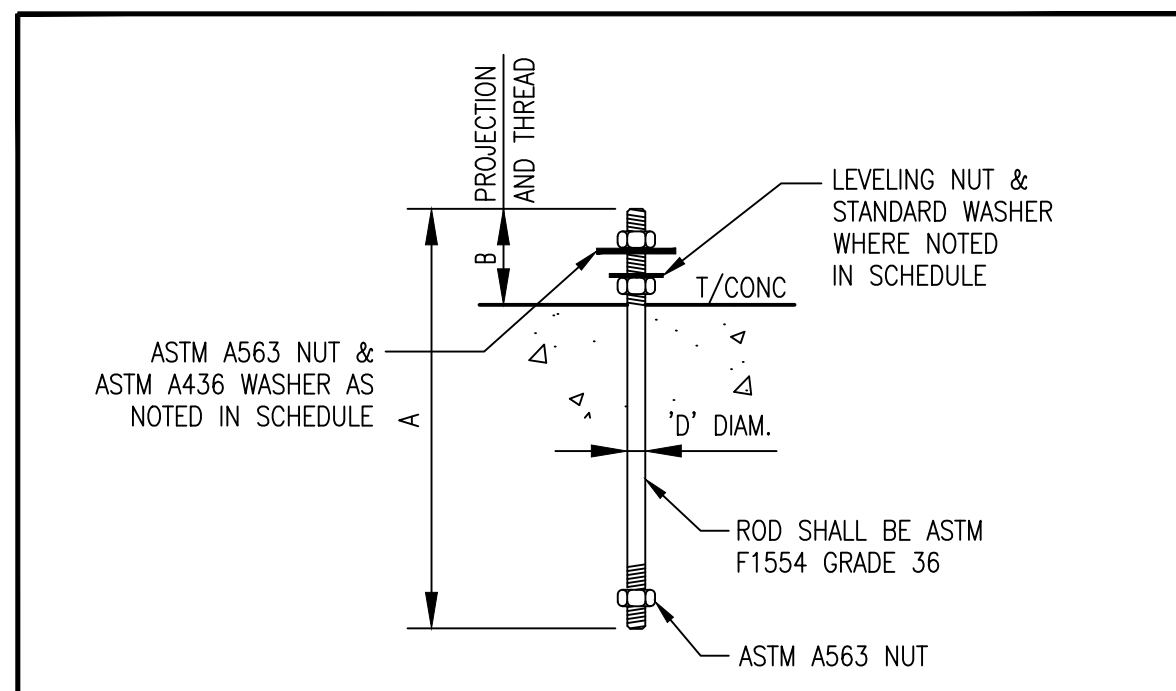 PROJECTION
AND THREAD
B
LEVELING NUT &
STANDARD WASHER
WHERE NOTED
IN SCHEDULE
T/CONC
ASTM A563 NUT &
ASTM A436 WASHER AS
NOTED IN SCHEDULE
A
'D' DIAM.
ROD SHALL BE ASTM
F1554 GRADE 36
ASTM A563 NUT